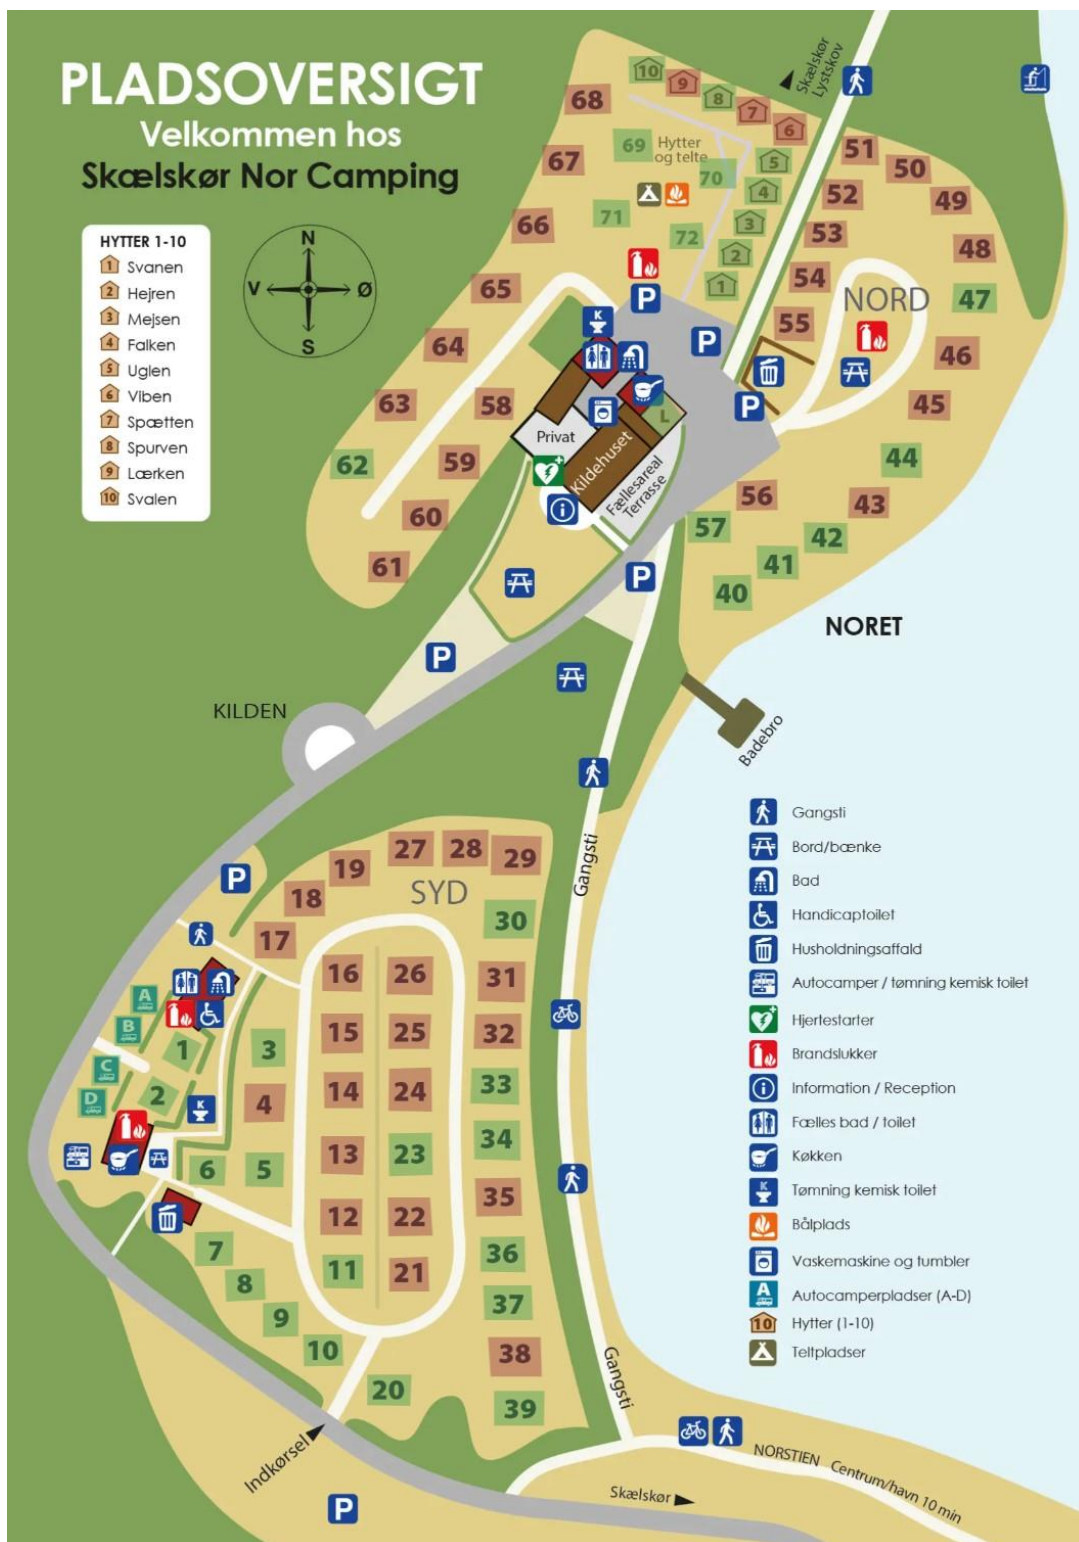 PLADSOVERSIGT
Velkommen hos
Skælskør Nor Camping
HYTTER 1-10
1 Svanen
2 Hejren
3 Mejsen
4 Falken
5 Uglen
6 Viben
7 Spætten
8 Spurven
9 Lærken
10 Svalen
N
V
Ø
S
Skælskør
Lystskov
10
9
8
7
6
5
4
3
2
1
68
69
Hytter
og telte
70
67
71
72
66
65
64
63
62
58
59
60
61
51
50
52
49
53
48
54
NORD
47
55
46
45
44
56
43
57
42
41
40
P
K
P
P
L
Privat
Kildehuset
Fællesareal
Terrasse
i
P
P
NORET
KILDEN
Badebro
Gangsti
P
27
28
29
19
SYD
18
30
17
16
26
31
15
25
32
3
14
24
33
4
13
23
34
5
12
22
35
6
11
21
36
7
37
8
9
38
10
20
39
A
B
1
C
2
D
K
Gangsti
Bord/bænke
Bad
Handicaptoilet
Husholdningsaffald
Autocamper / tømning kemisk toilet
Hjertestarter
Brandslukker
i Information / Reception
Fælles bad / toilet
Køkken
K Tømning kemisk toilet
Bålplads
Vaskemaskine og tumbler
A Autocamperpladser (A-D)
10 Hytter (1-10)
Teltpladser
Gangsti
Indkørsel
P
Skælskør
NORSTIEN Centrum/havn 10 min